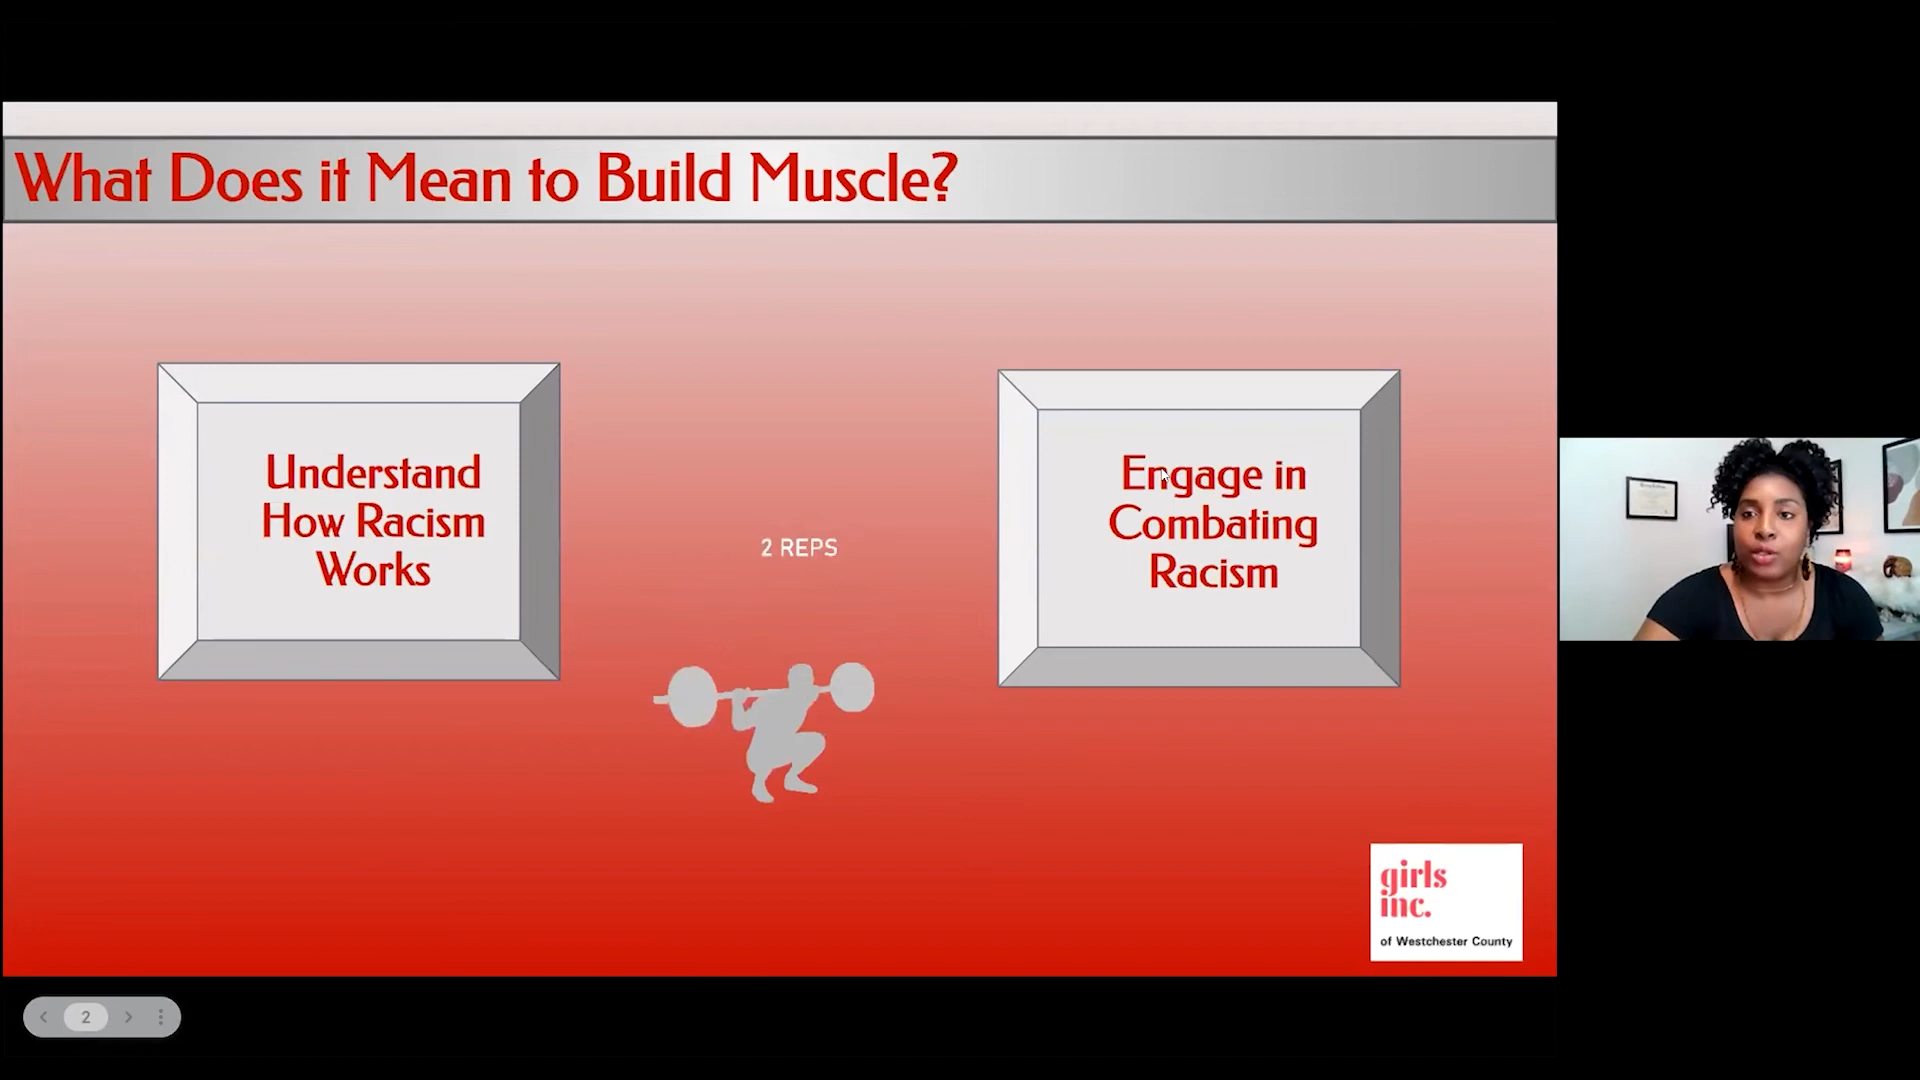 What Does it Mean to Build Muscle?
Understand
How Racism
Works
2 REPS
Engage in
Combating
Racism
girls
inc.
of Westchester County
2